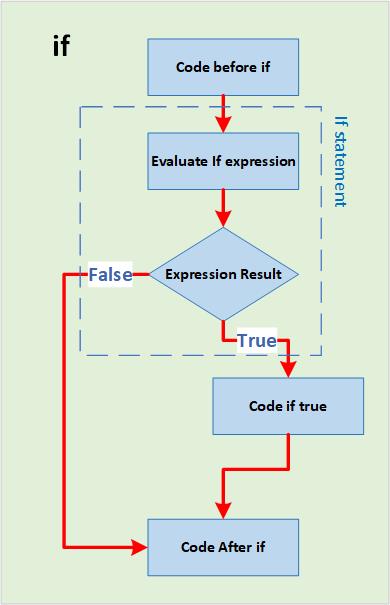 if
Code before if
If statement
Evaluate If expression
Expression Result
False
True
Code if true
Code After if